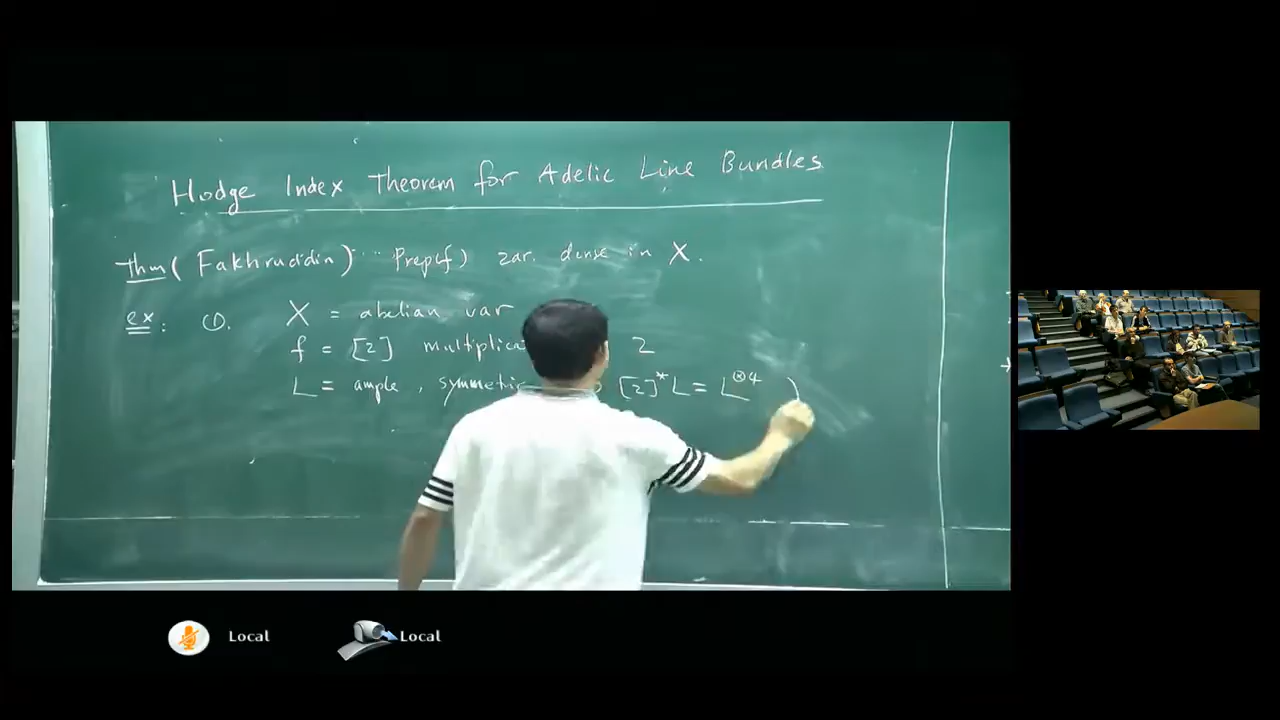 Hodge Index Theorem for Adelic Line Bundles
Thm (Fakhruddin) ... Prep(f) zar. dense in X.
ex: ①. X = abelian var
f = [2] multiplica 2
L = ample, symmetric [2]*L = L^⊗4 )
Local
Local